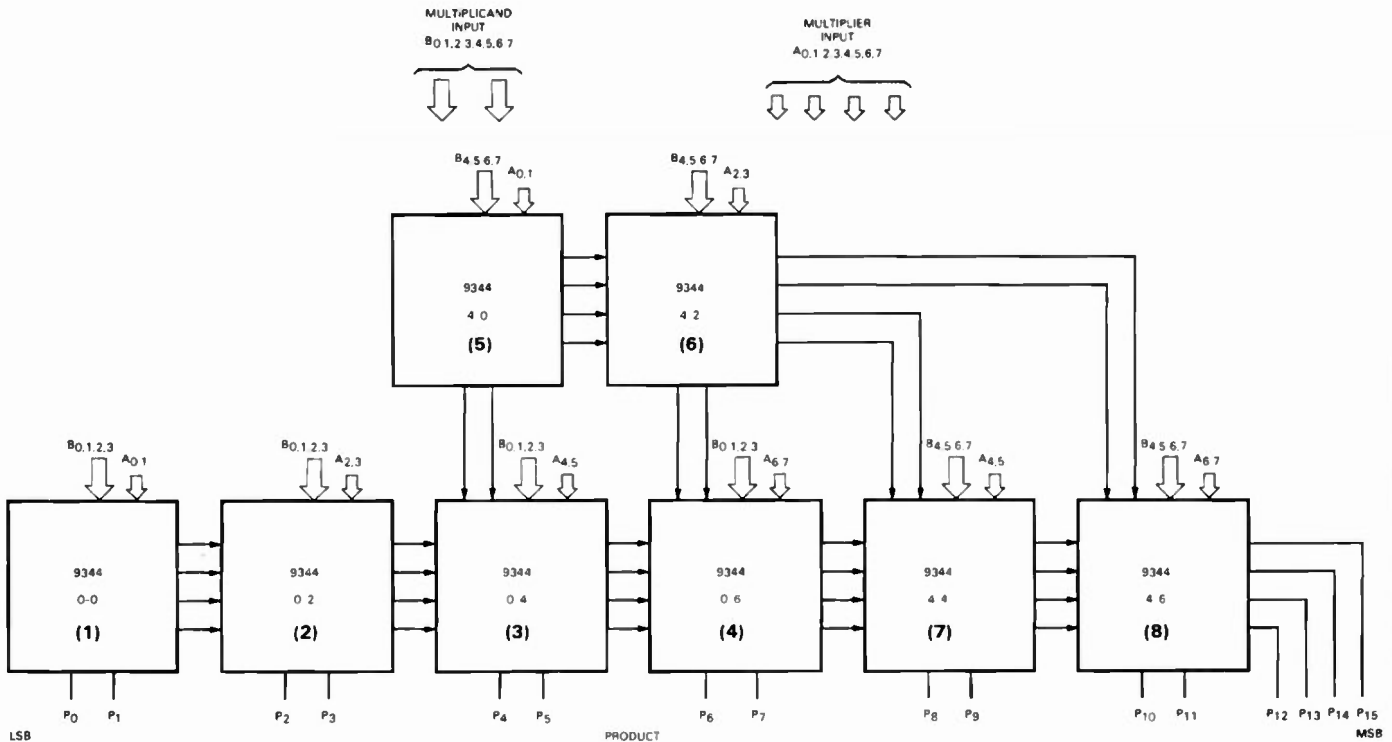 MULTIPLICAND
INPUT
B0,1,2 3,4,5,6 7
MULTIPLIER
INPUT
A0,1 2 3,4,5,6,7
B4,5 6,7
A0,1
B4,5 6,7
A2,3
9344
4 0
(5)
9344
4 2
(6)
B0,1,2,3
A0,1
B0,1,2,3
A2,3
B0,1,2,3
A4,5
B0,1,2,3
A6,7
B4,5,6,7
A4,5
B4,5,6,7
A6,7
9344
0-0
(1)
9344
0 2
(2)
9344
0 4
(3)
9344
0 6
(4)
9344
4 4
(7)
9344
4 6
(8)
P0 P1 P2 P3 P4 P5 P6 P7 P8 P9 P10 P11 P12 P13 P14 P15
LSB PRODUCT MSB